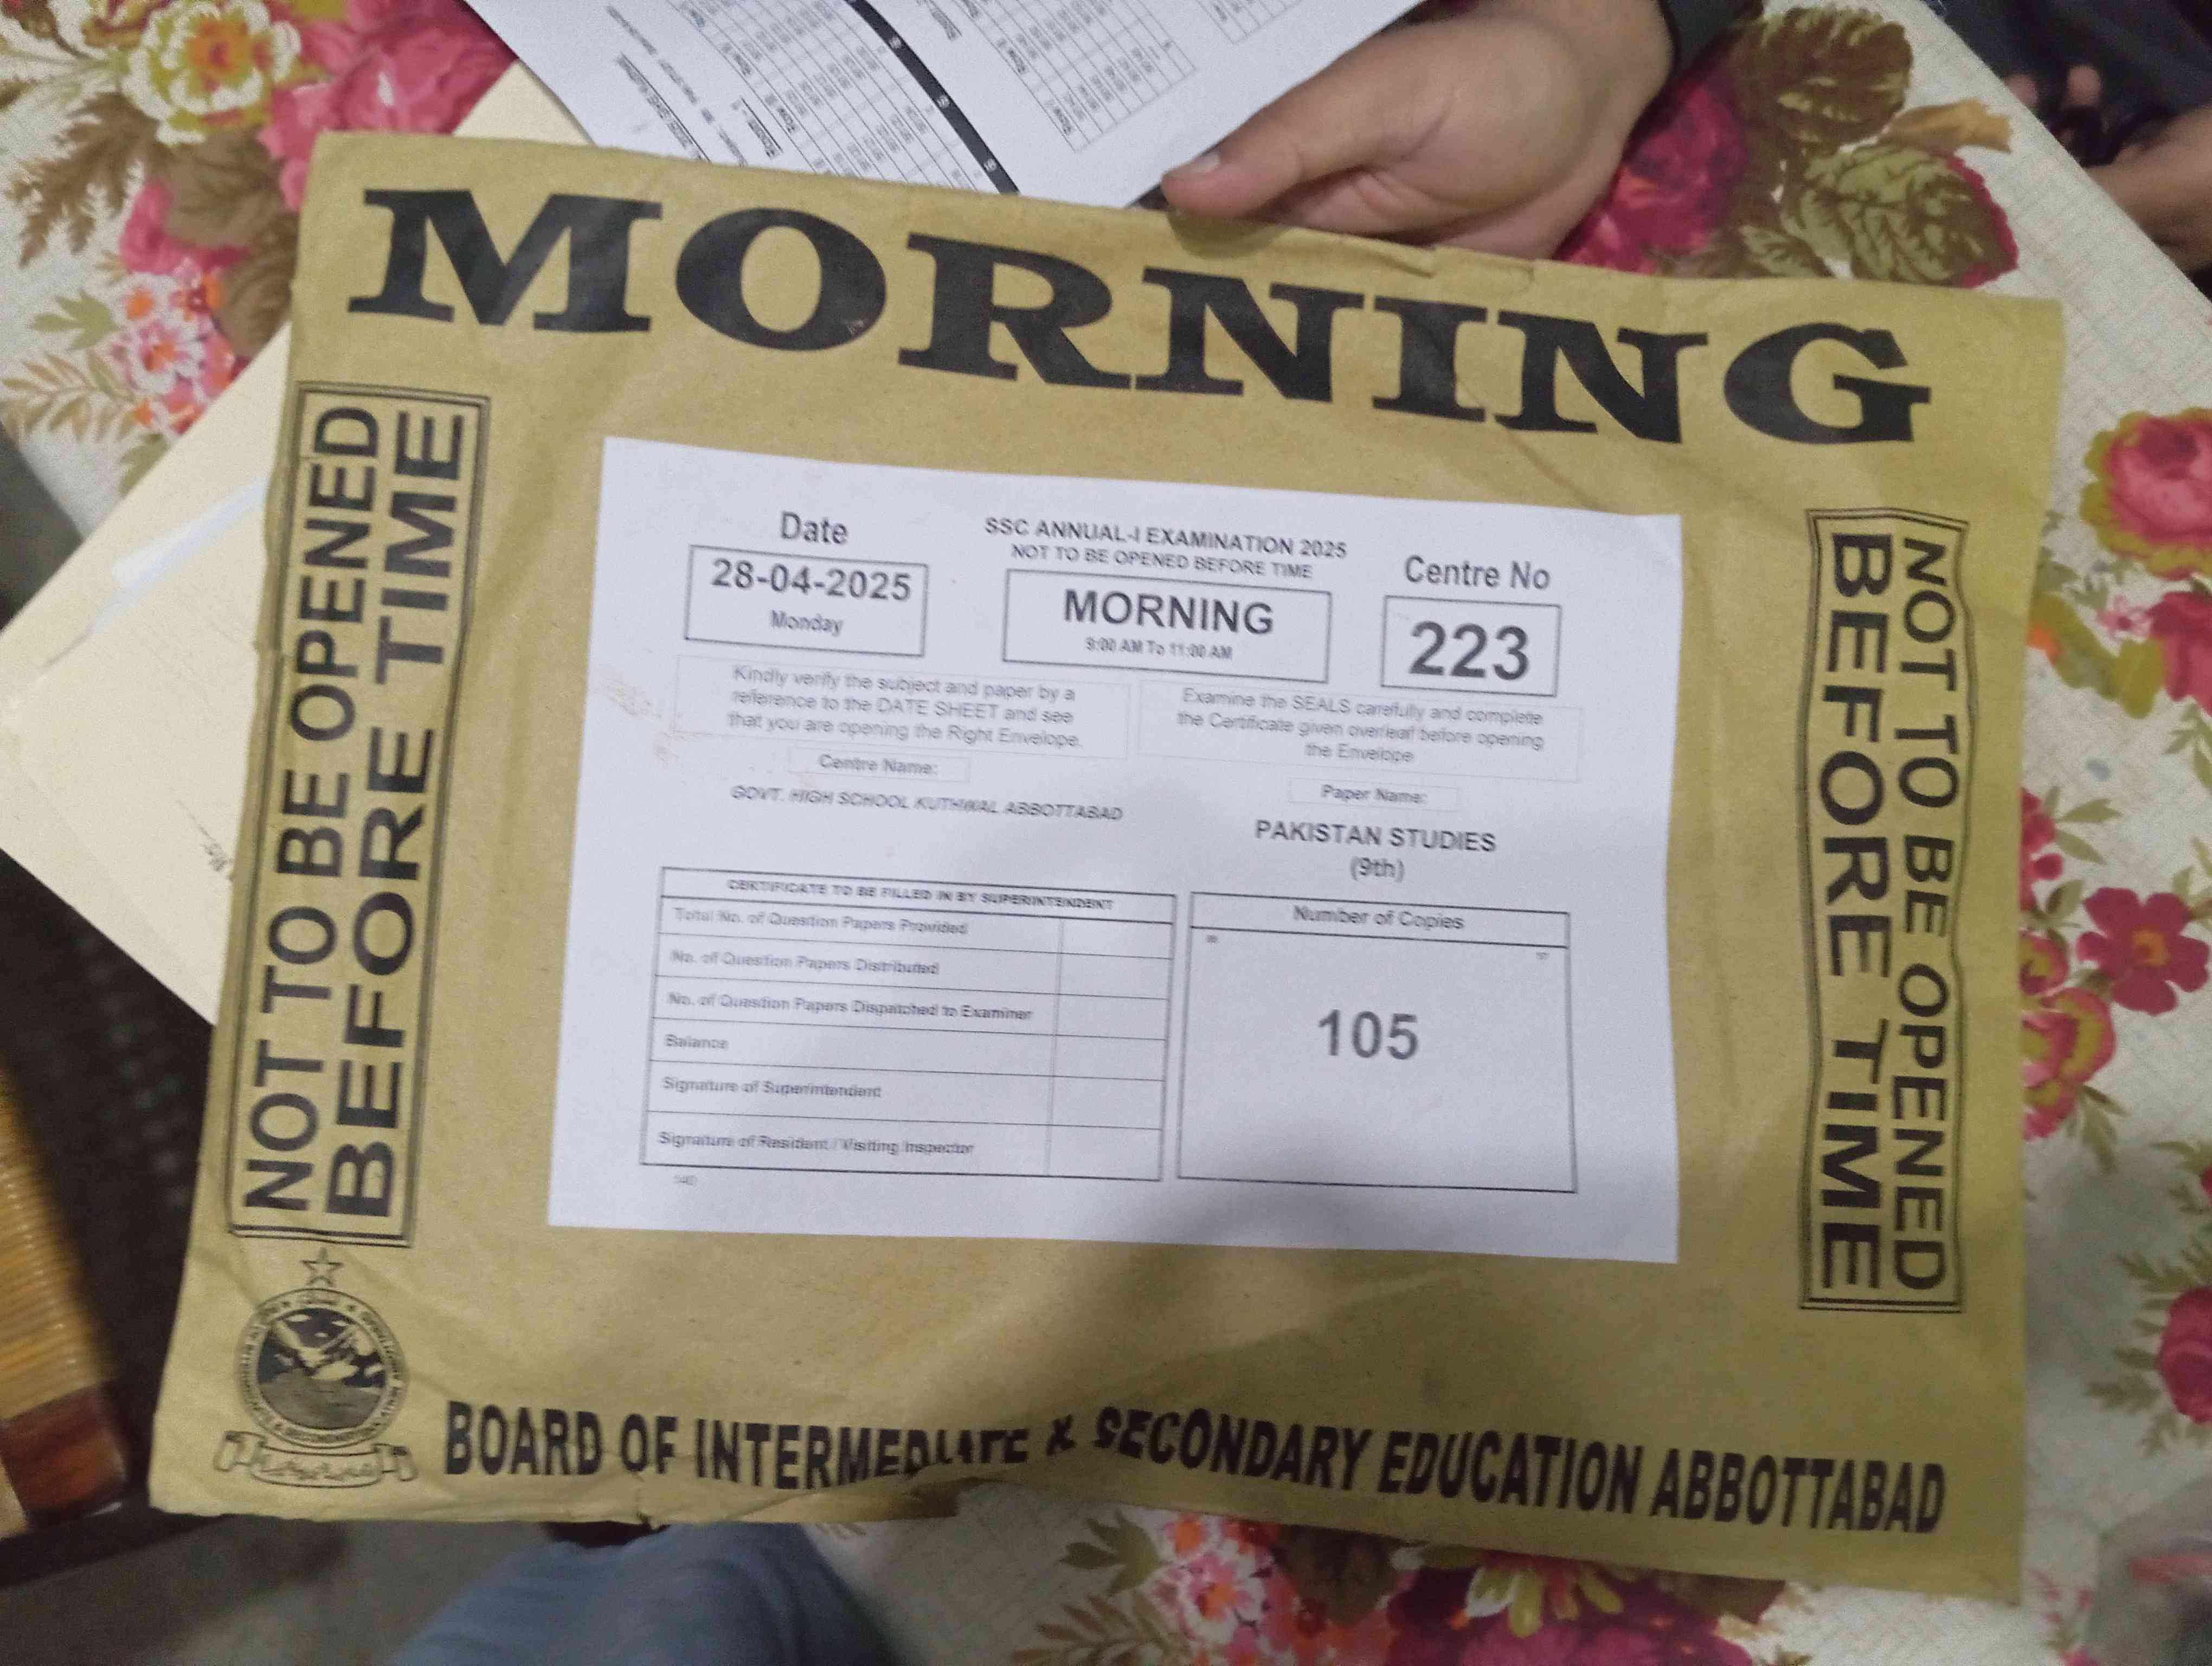 MORNING
NOT TO BE OPENED
BEFORE TIME
Date
28-04-2025
Monday
SSC ANNUAL-I EXAMINATION 2025
NOT TO BE OPENED BEFORE TIME
MORNING
9:00 AM To 11:00 AM
Centre No
223
Kindly verify the subject and paper by a
reference to the DATE SHEET and see
that you are opening the Right Envelope.
Examine the SEALS carefully and complete
the Certificate given overleaf before opening
the Envelope
Centre Name:
GOVT. HIGH SCHOOL KUTHWAL ABBOTTABAD
Paper Name:
PAKISTAN STUDIES
(9th)
CERTIFICATE TO BE FILLED IN BY SUPERINTENDENT
Total No. of Question Papers Provided
No. of Question Papers Distributed
No. of Question Papers Dispatched to Examiner
Balance
Signature of Superintendent
Signature of Resident / Visiting Inspector
Number of Copies
105
NOT TO BE OPENED
BEFORE TIME
BOARD OF INTERMEDIATE & SECONDARY EDUCATION ABBOTTABAD